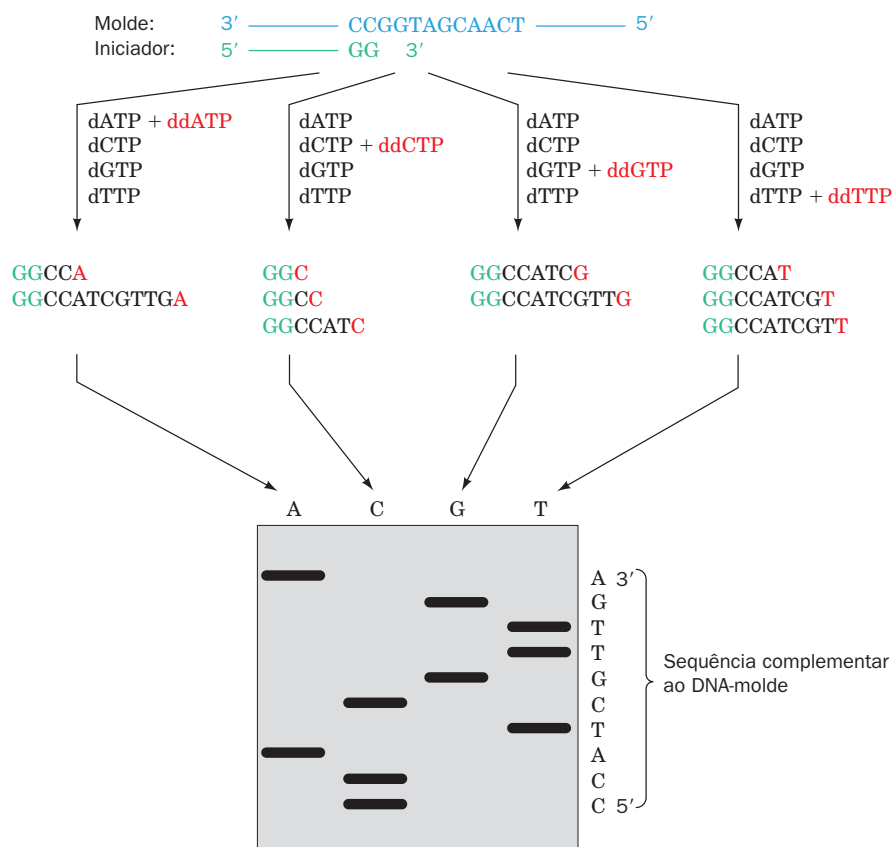 Molde: 3′ CCGGTAGCAACT 5′
Iniciador: 5′ GG 3′
dATP + ddATP
dCTP
dGTP
dTTP
dATP
dCTP + ddCTP
dGTP
dTTP
dATP
dCTP
dGTP + ddGTP
dTTP
dATP
dCTP
dGTP
dTTP + ddTTP
GGCCA
GGCCATCGTTGA
GGC
GGCC
GGCCATC
GGCCATCG
GGCCATCGTTG
GGCCAT
GGCCATCGT
GGCCATCGTT
A C G T
A 3′
G
T
T
G
C
T
A
C
C 5′
Sequência complementar
ao DNA-molde